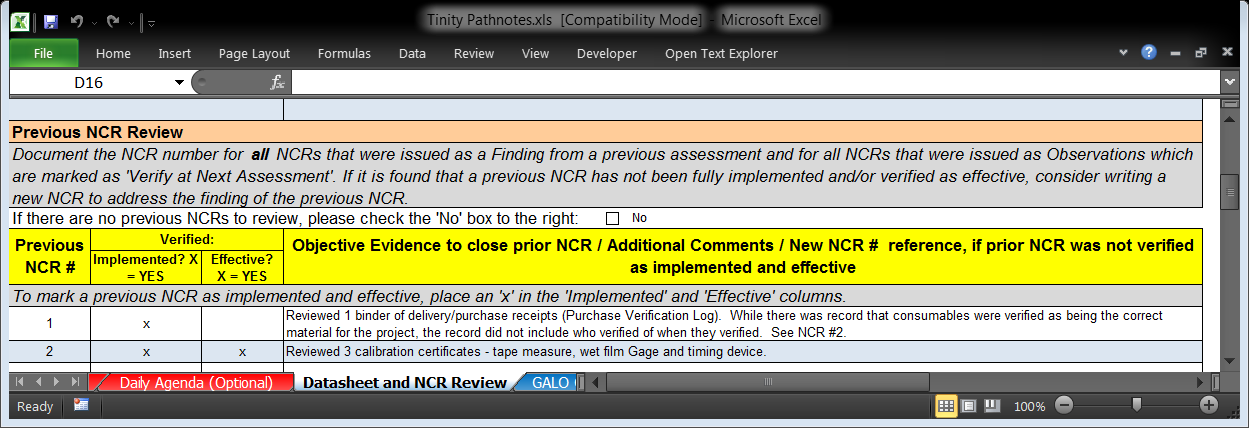 Tinity Pathnotes.xls [Compatibility Mode] - Microsoft Excel
File Home Insert Page Layout Formulas Data Review View Developer Open Text Explorer
D16 fx
Previous NCR Review
Document the NCR number for all NCRs that were issued as a Finding from a previous assessment and for all NCRs that were issued as Observations which
are marked as 'Verify at Next Assessment'. If it is found that a previous NCR has not been fully implemented and/or verified as effective, consider writing a
new NCR to address the finding of the previous NCR.
If there are no previous NCRs to review, please check the 'No' box to the right: No
Previous
NCR #
Verified:
Implemented? X
= YES
Effective?
X = YES
Objective Evidence to close prior NCR / Additional Comments / New NCR # reference, if prior NCR was not verified
as implemented and effective
To mark a previous NCR as implemented and effective, place an 'x' in the 'Implemented' and 'Effective' columns.
1 x
Reviewed 1 binder of delivery/purchase receipts (Purchase Verification Log). While there was record that consumables were verified as being the correct
material for the project, the record did not include who verified of when they verified. See NCR #2.
2 x x Reviewed 3 calibration certificates - tape measure, wet film Gage and timing device.
Daily Agenda (Optional) Datasheet and NCR Review GALO
Ready 100%